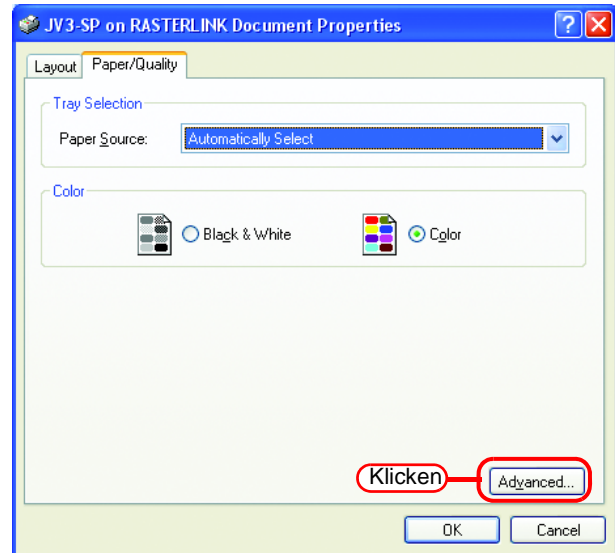 JV3-SP on RASTERLINK Document Properties
Layout Paper/Quality
Tray Selection
Paper Source: Automatically Select
Color
Black & White Color
Klicken Advanced...
OK Cancel